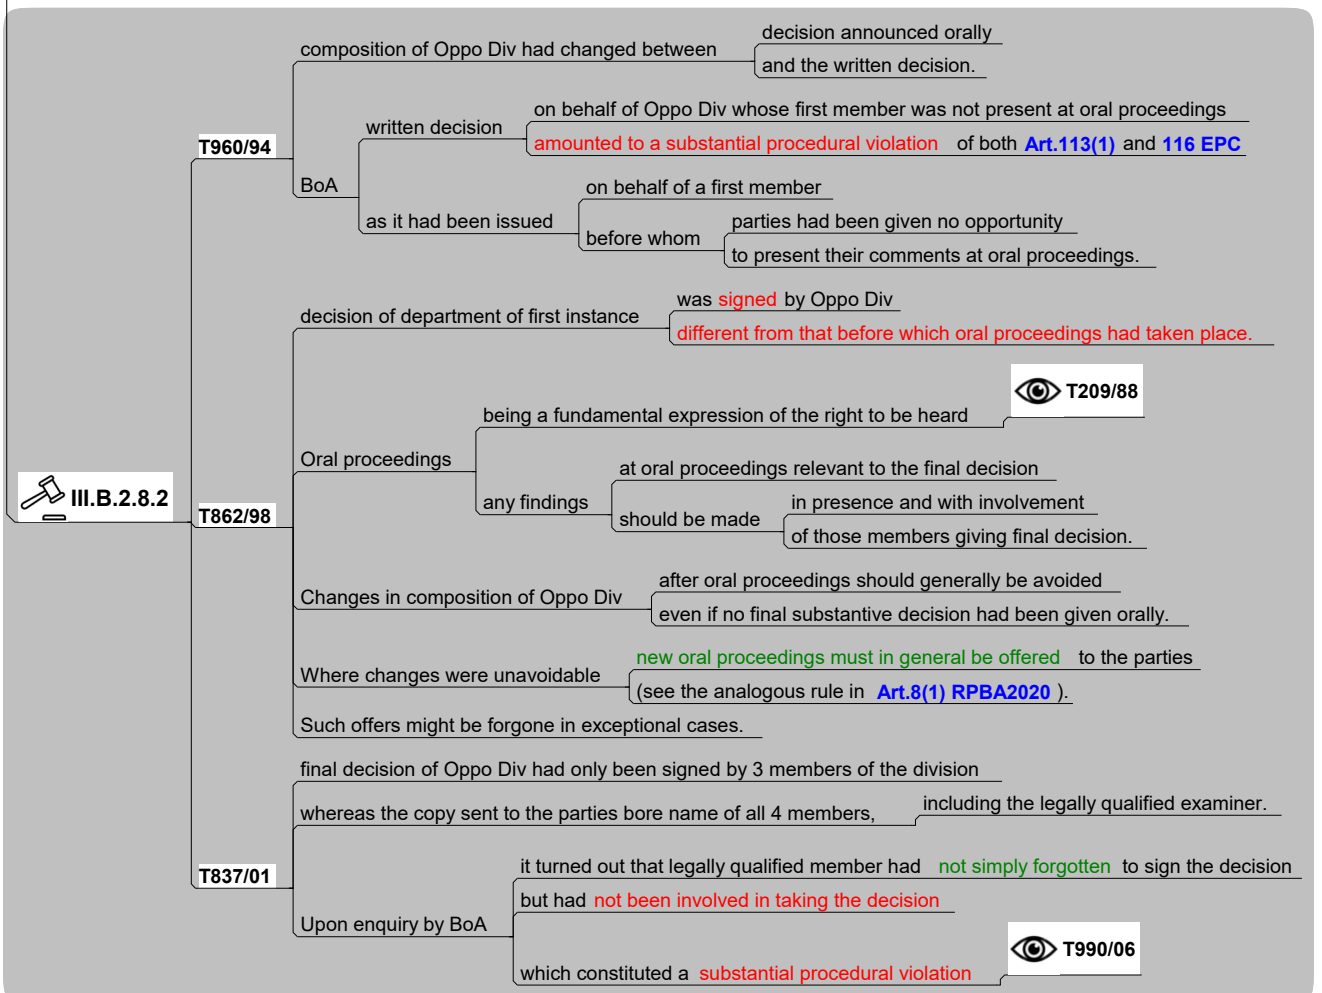 III.B.2.8.2
T960/94
composition of Oppo Div had changed between
decision announced orally
and the written decision.
BoA
written decision
on behalf of Oppo Div whose first member was not present at oral proceedings
amounted to a substantial procedural violation of both Art.113(1) and 116 EPC
as it had been issued
on behalf of a first member
before whom
parties had been given no opportunity
to present their comments at oral proceedings.
T862/98
decision of department of first instance
was signed by Oppo Div
different from that before which oral proceedings had taken place.
Oral proceedings
being a fundamental expression of the right to be heard
T209/88
any findings
at oral proceedings relevant to the final decision
should be made
in presence and with involvement
of those members giving final decision.
Changes in composition of Oppo Div
after oral proceedings should generally be avoided
even if no final substantive decision had been given orally.
Where changes were unavoidable
new oral proceedings must in general be offered to the parties
(see the analogous rule in Art.8(1) RPBA2020 ).
Such offers might be forgone in exceptional cases.
T837/01
final decision of Oppo Div had only been signed by 3 members of the division
whereas the copy sent to the parties bore name of all 4 members,
including the legally qualified examiner.
Upon enquiry by BoA
it turned out that legally qualified member had not simply forgotten to sign the decision
but had not been involved in taking the decision
which constituted a substantial procedural violation
T990/06